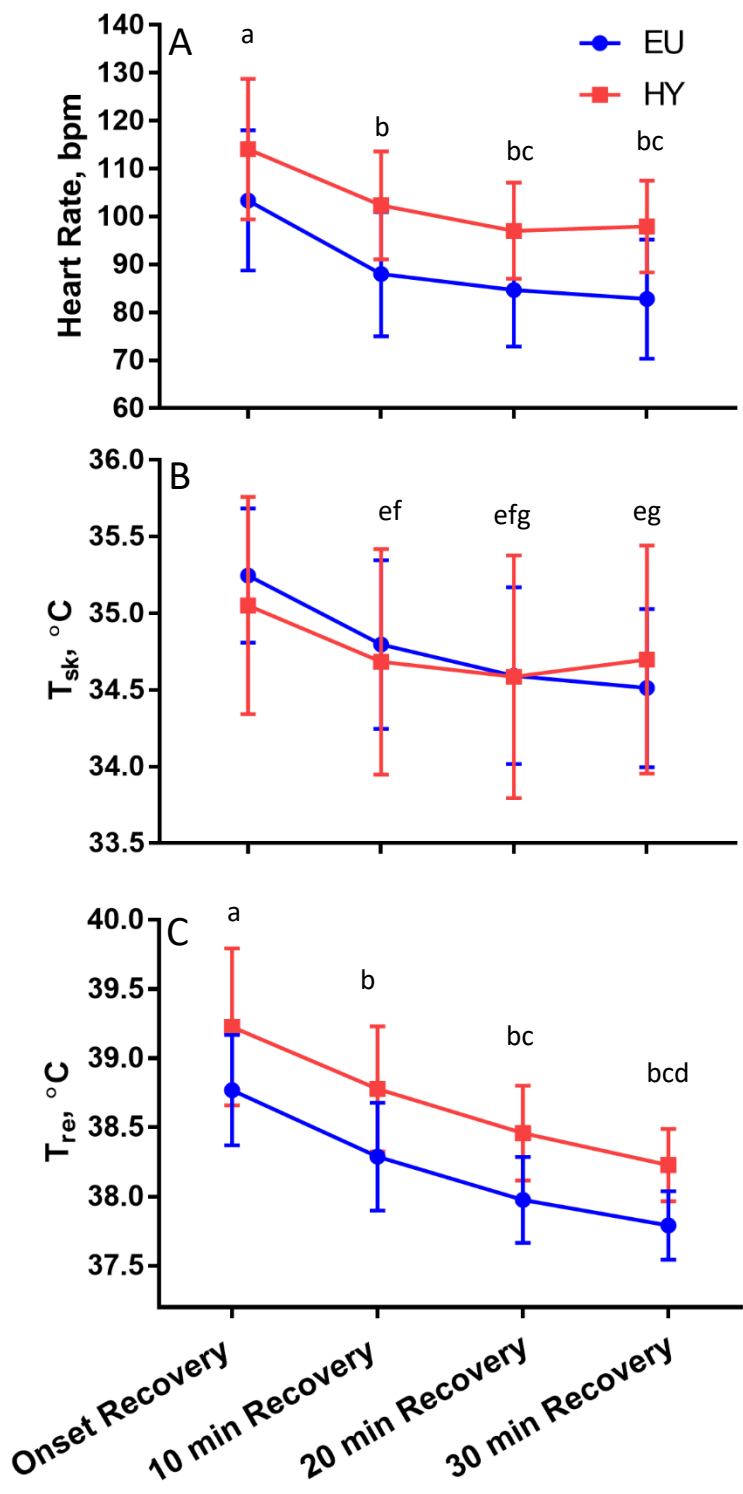 A
a
b
bc
bc
EU
HY
Heart Rate, bpm
140
130
120
110
100
90
80
70
60
B
ef
efg
eg
Tsk, °C
36.0
35.5
35.0
34.5
34.0
33.5
C
a
b
bc
bcd
Tre, °C
40.0
39.5
39.0
38.5
38.0
37.5
Onset Recovery
10 min Recovery
20 min Recovery
30 min Recovery